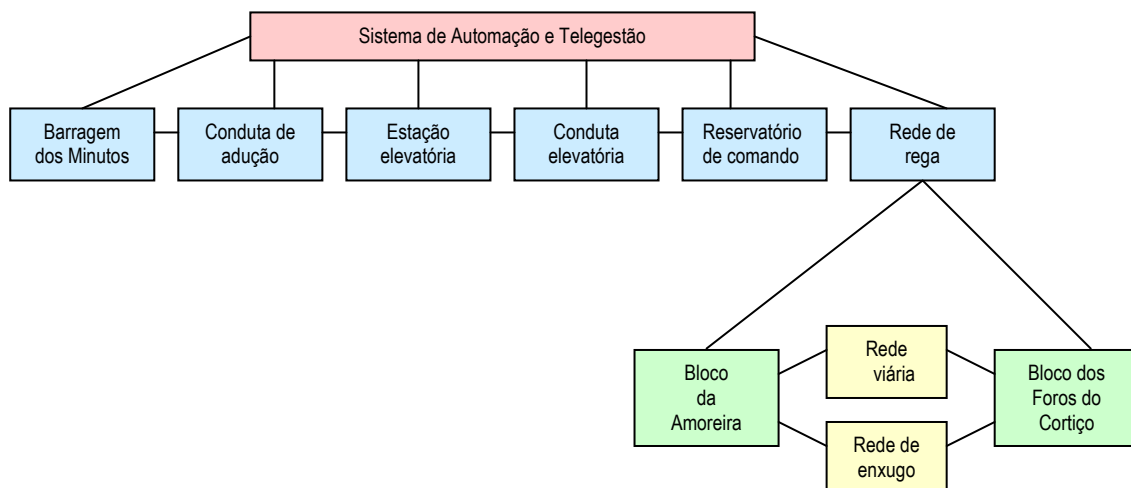 Sistema de Automação e Telegestão
Barragem
dos Minutos
Conduta de
adução
Estação
elevatória
Conduta
elevatória
Reservatório
de comando
Rede de
rega
Bloco
da
Amoreira
Rede
viária
Bloco dos
Foros do
Cortiço
Rede de
enxugo